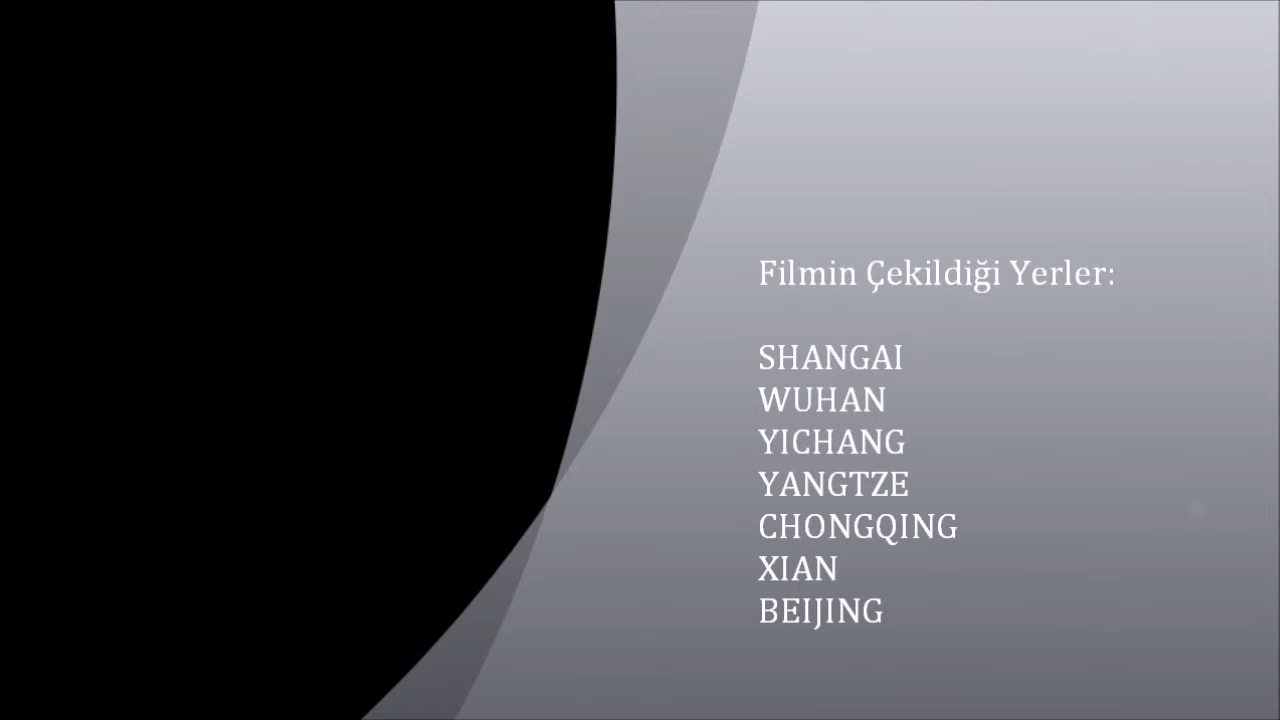 Filmin Çekildiği Yerler:
SHANGAI
WUHAN
YICHANG
YANGTZE
CHONGQING
XIAN
BEIJING